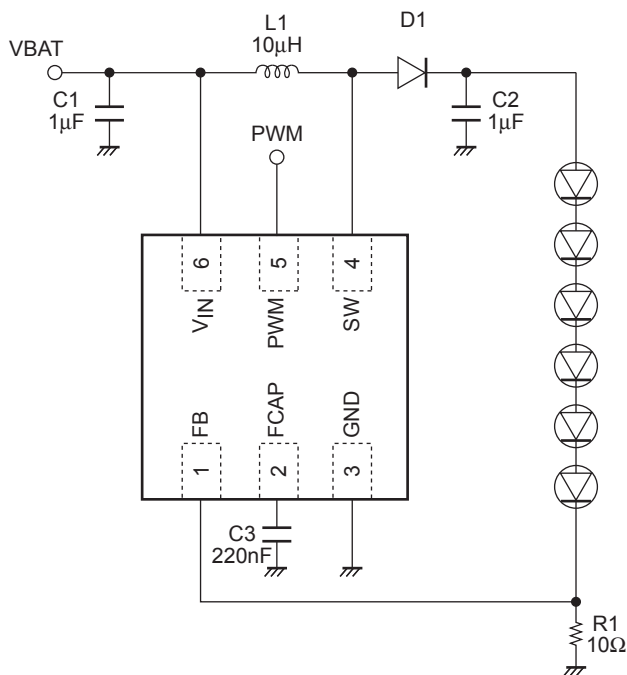 L1
10μH
D1
VBAT
C1
1μF
C2
1μF
PWM
6
5
4
VIN
PWM
SW
FB
FCAP
GND
1
2
3
C3
220nF
R1
10Ω